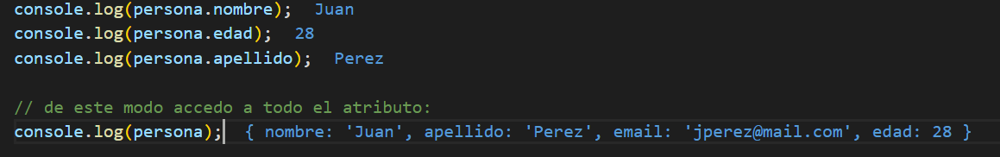 console.log(persona.nombre); Juan
console.log(persona.edad); 28
console.log(persona.apellido); Perez
// de este modo accedo a todo el atributo:
console.log(persona); { nombre: 'Juan', apellido: 'Perez', email: 'jperez@mail.com', edad: 28 }